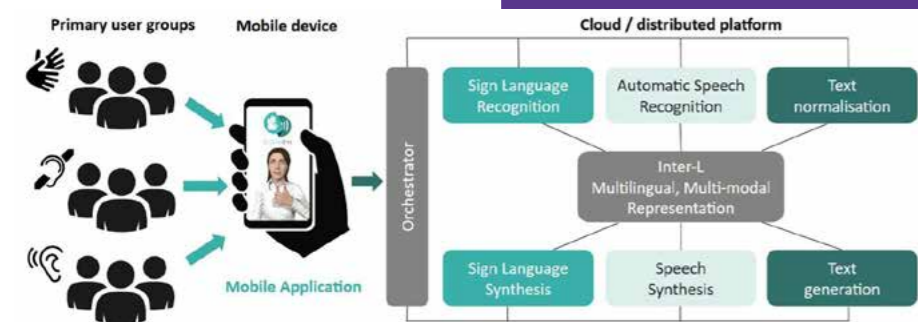 Primary user groups
Mobile device
Cloud / distributed platform
Mobile Application
Orchestrator
Sign Language
Recognition
Automatic Speech
Recognition
Text
normalisation
Inter-L
Multilingual, Multi-modal
Representation
Sign Language
Synthesis
Speech
Synthesis
Text
generation